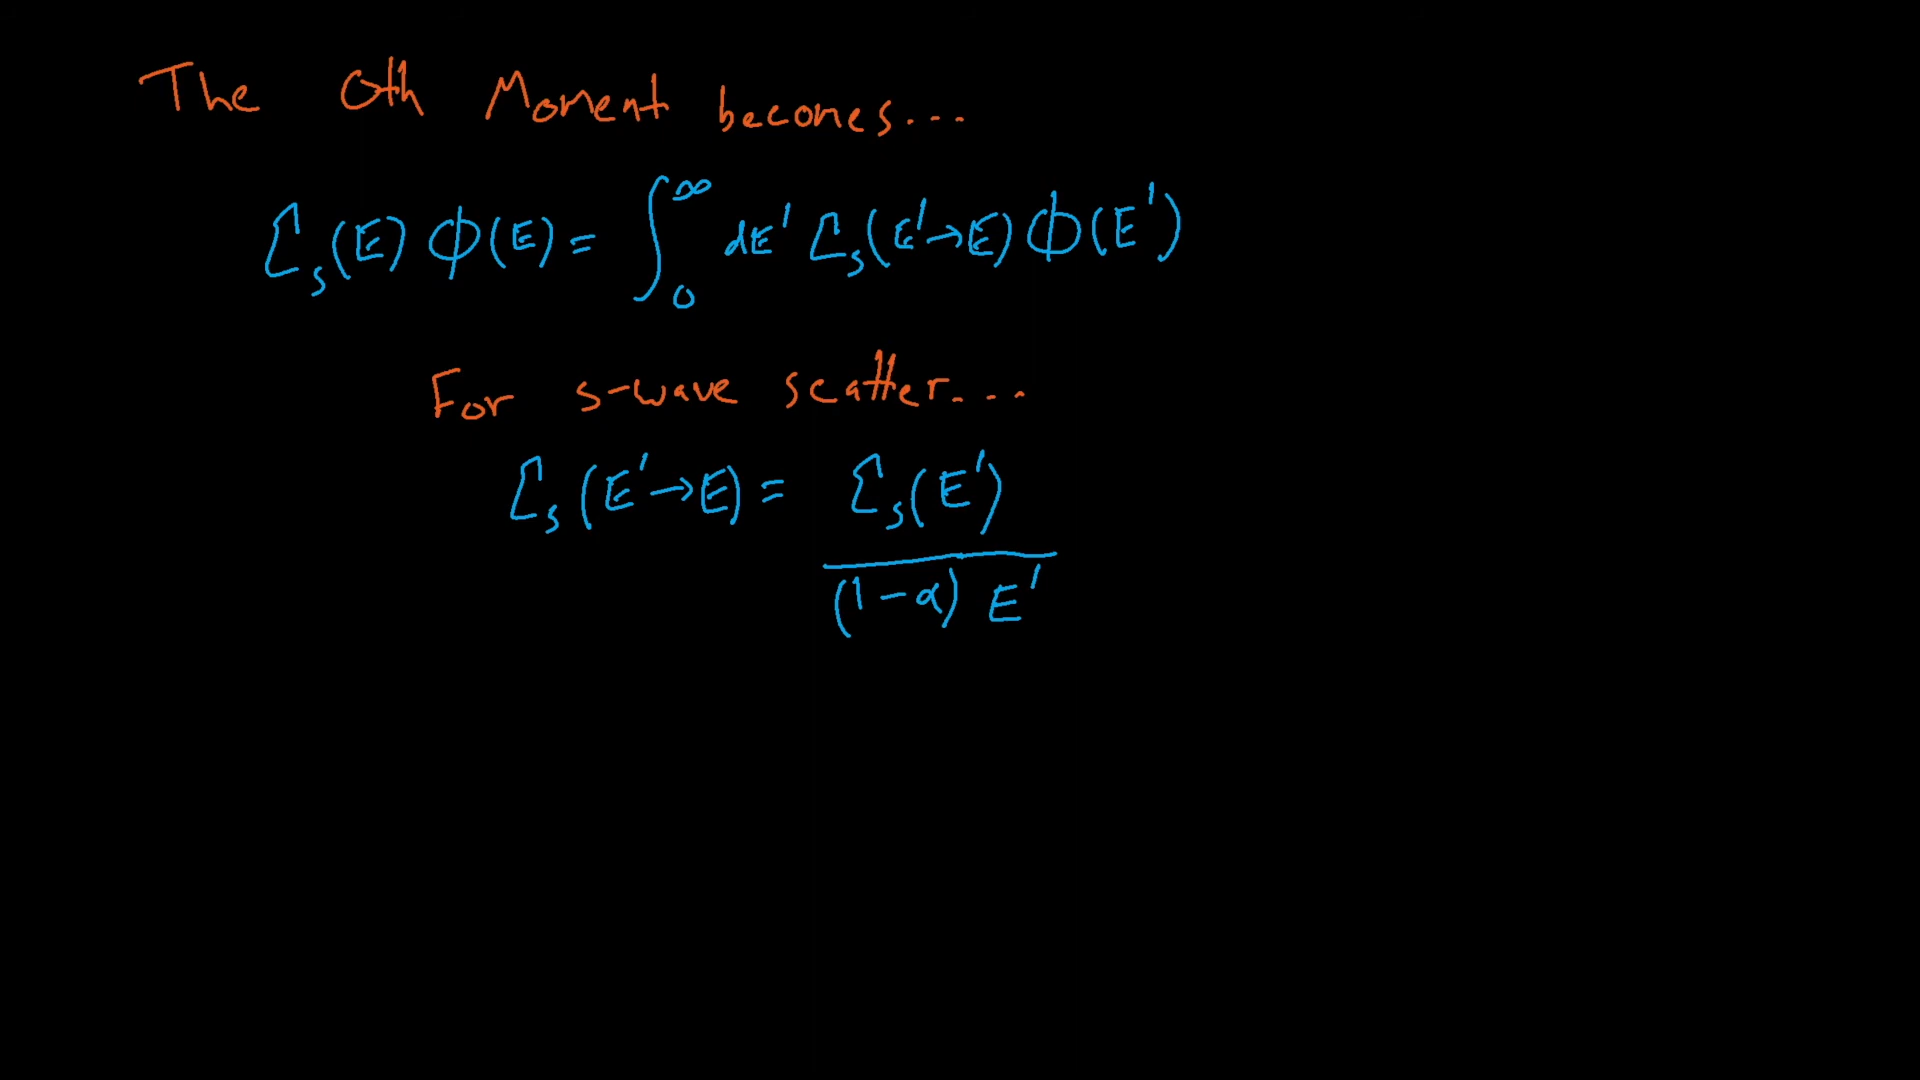 The 0th Moment becomes...
Σₛ(E) Φ(E) = ∫₀^∞ dE' Σₛ(E'→E) Φ(E')
For s-wave scatter...
Σₛ(E'→E) = Σₛ(E')
(1-α) E'